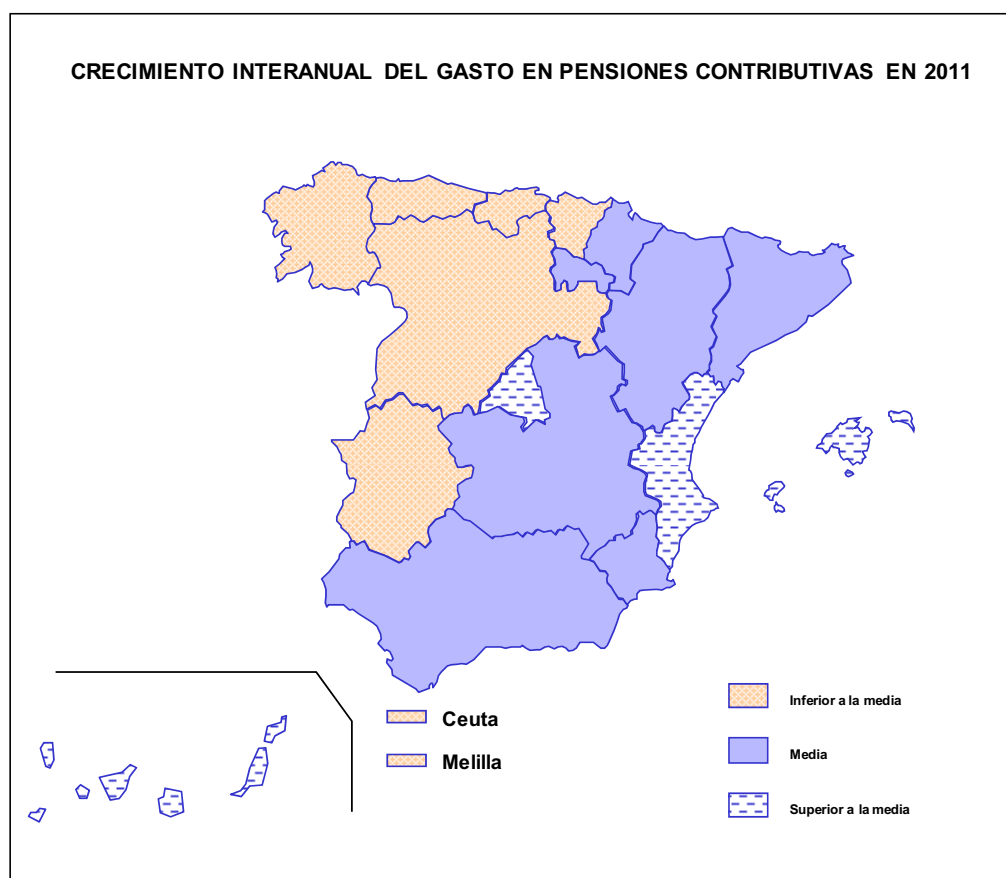 CRECIMIENTO INTERANUAL DEL GASTO EN PENSIONES CONTRIBUTIVAS EN 2011
Ceuta
Melilla
Inferior a la media
Media
Superior a la media